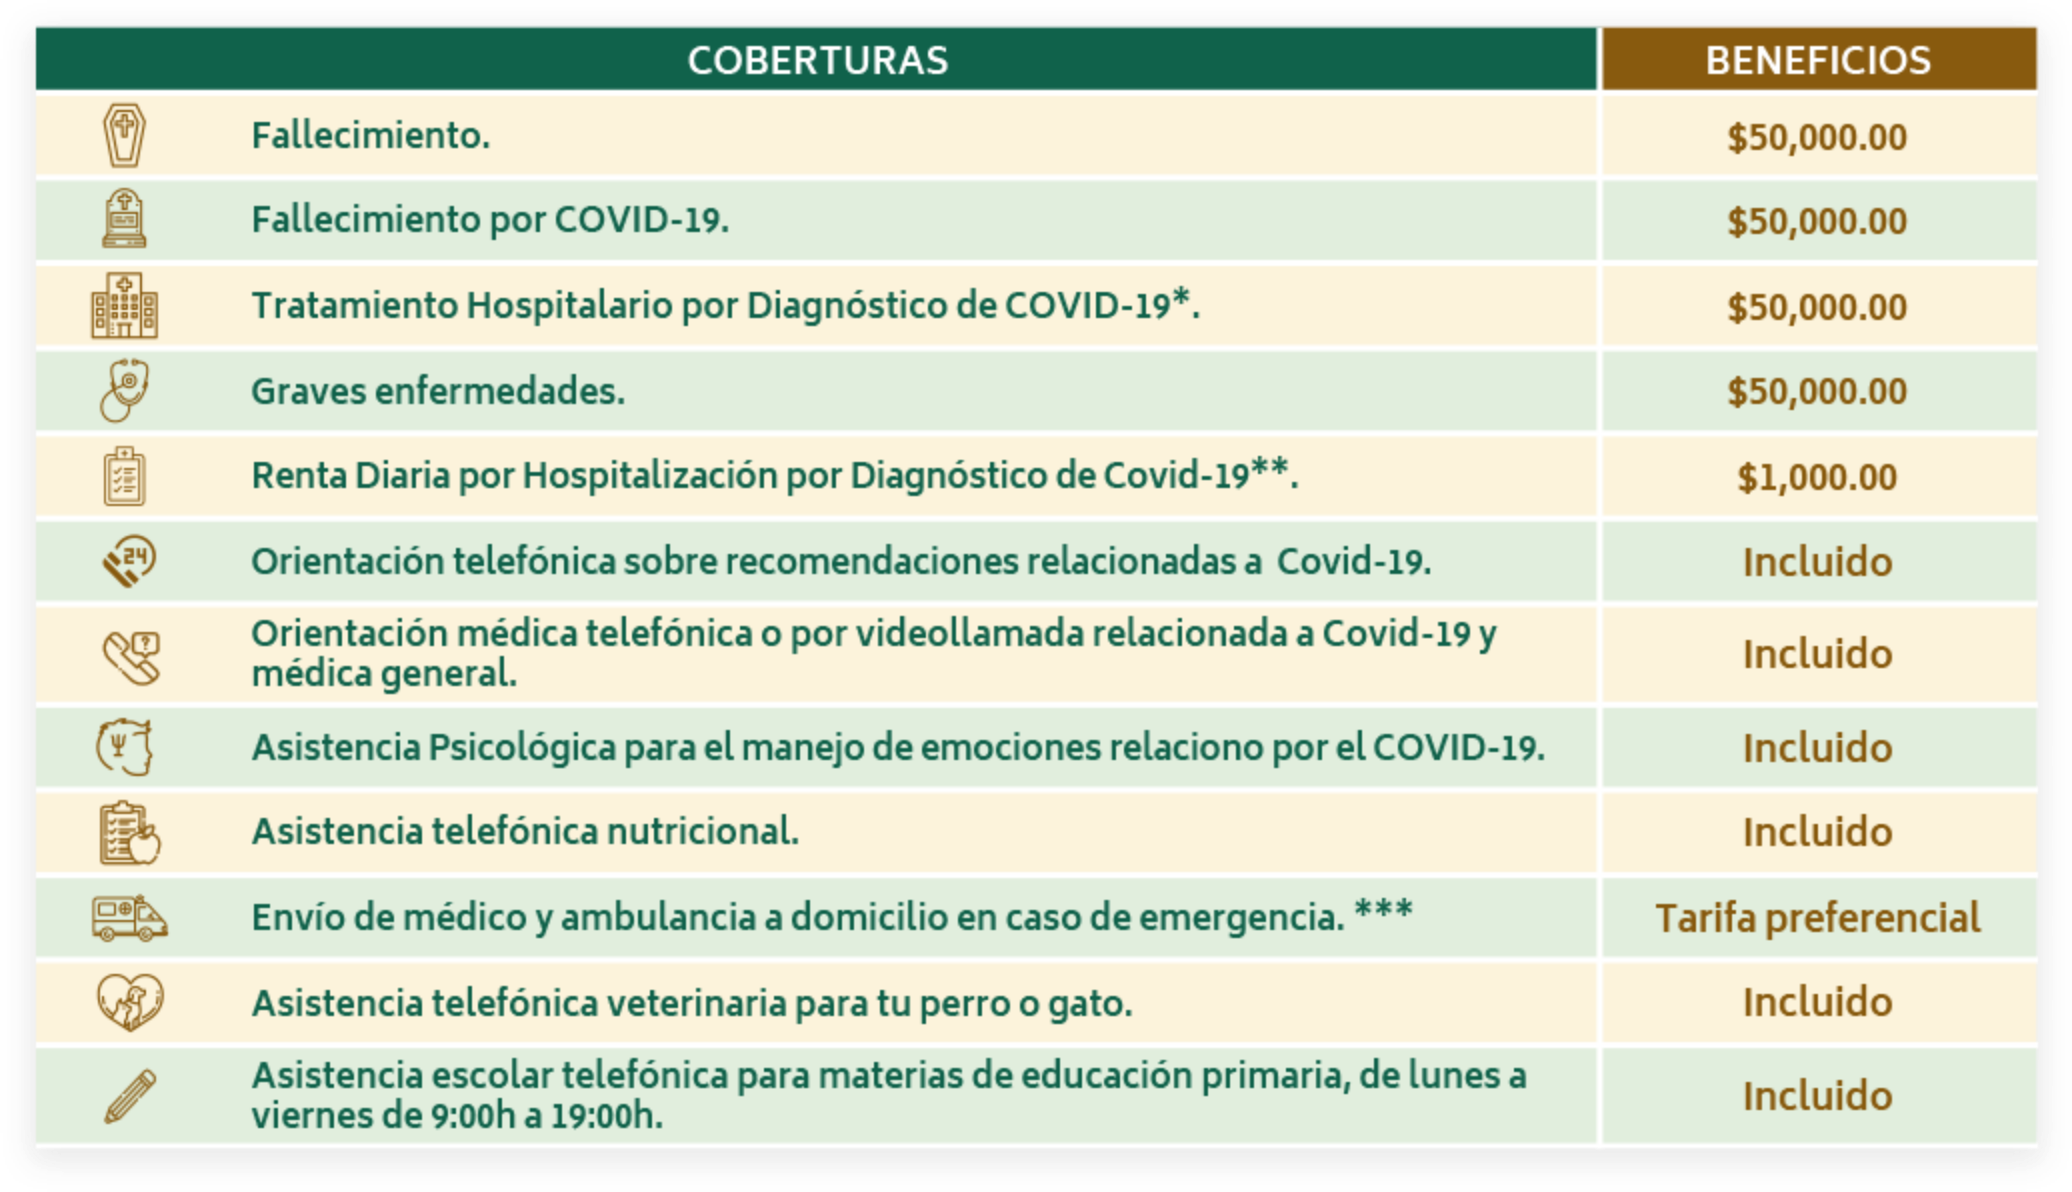 COBERTURAS BENEFICIOS
Fallecimiento. $50,000.00
Fallecimiento por COVID-19. $50,000.00
Tratamiento Hospitalario por Diagnóstico de COVID-19*. $50,000.00
Graves enfermedades. $50,000.00
Renta Diaria por Hospitalización por Diagnóstico de Covid-19**. $1,000.00
24
Orientación telefónica sobre recomendaciones relacionadas a Covid-19. Incluido
?
Orientación médica telefónica o por videollamada relacionada a Covid-19 y
médica general. Incluido
Asistencia Psicológica para el manejo de emociones relaciono por el COVID-19. Incluido
Asistencia telefónica nutricional. Incluido
Envío de médico y ambulancia a domicilio en caso de emergencia. *** Tarifa preferencial
Asistencia telefónica veterinaria para tu perro o gato. Incluido
Asistencia escolar telefónica para materias de educación primaria, de lunes a
viernes de 9:00h a 19:00h. Incluido